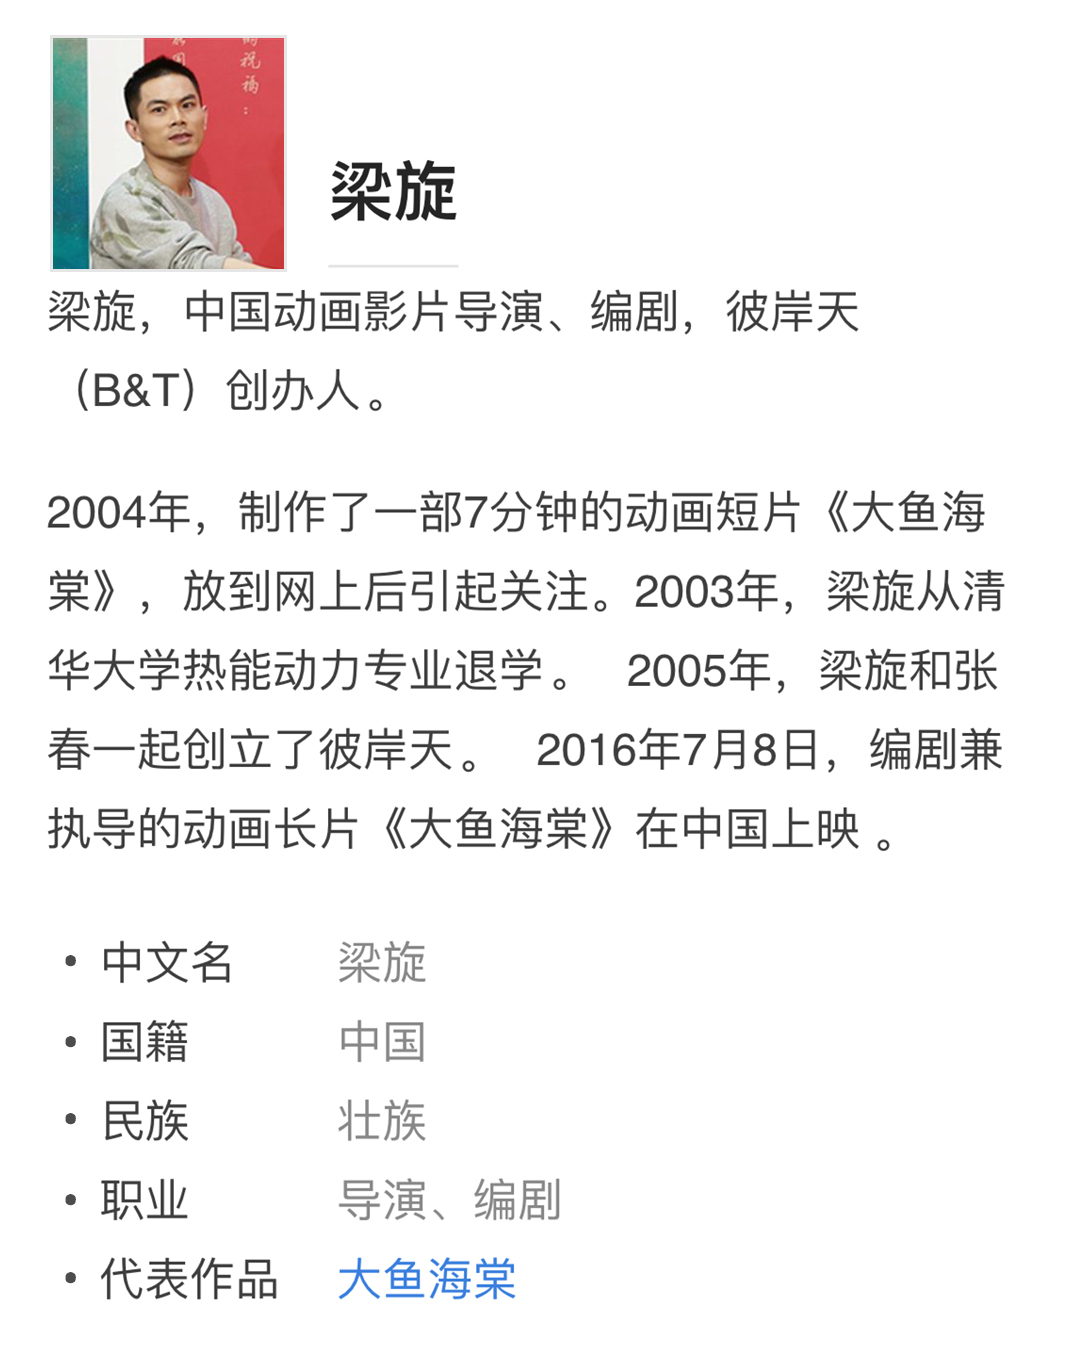 的祝福：
梁旋
梁旋，中国动画影片导演、编剧，彼岸天
（B&T）创办人。
2004年，制作了一部7分钟的动画短片《大鱼海
棠》，放到网上后引起关注。2003年，梁旋从清
华大学热能动力专业退学。 2005年，梁旋和张
春一起创立了彼岸天。 2016年7月8日，编剧兼
执导的动画长片《大鱼海棠》在中国上映 。
• 中文名 梁旋
• 国籍 中国
• 民族 壮族
• 职业 导演、编剧
• 代表作品 大鱼海棠